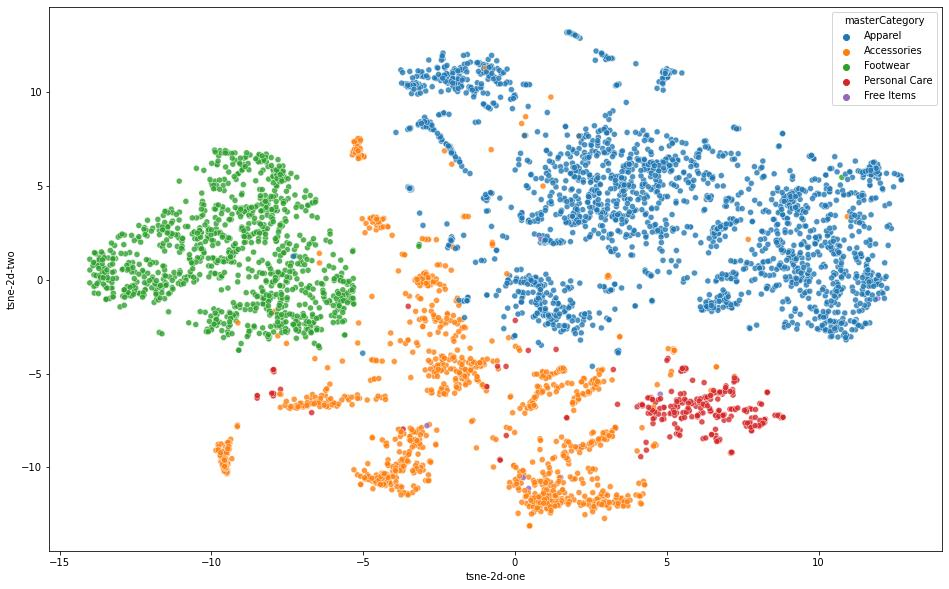 masterCategory
Apparel
Accessories
Footwear
Personal Care
Free Items
10
5
0
−5
−10
tsne-2d-two
−15
−10
−5
0
5
10
tsne-2d-one